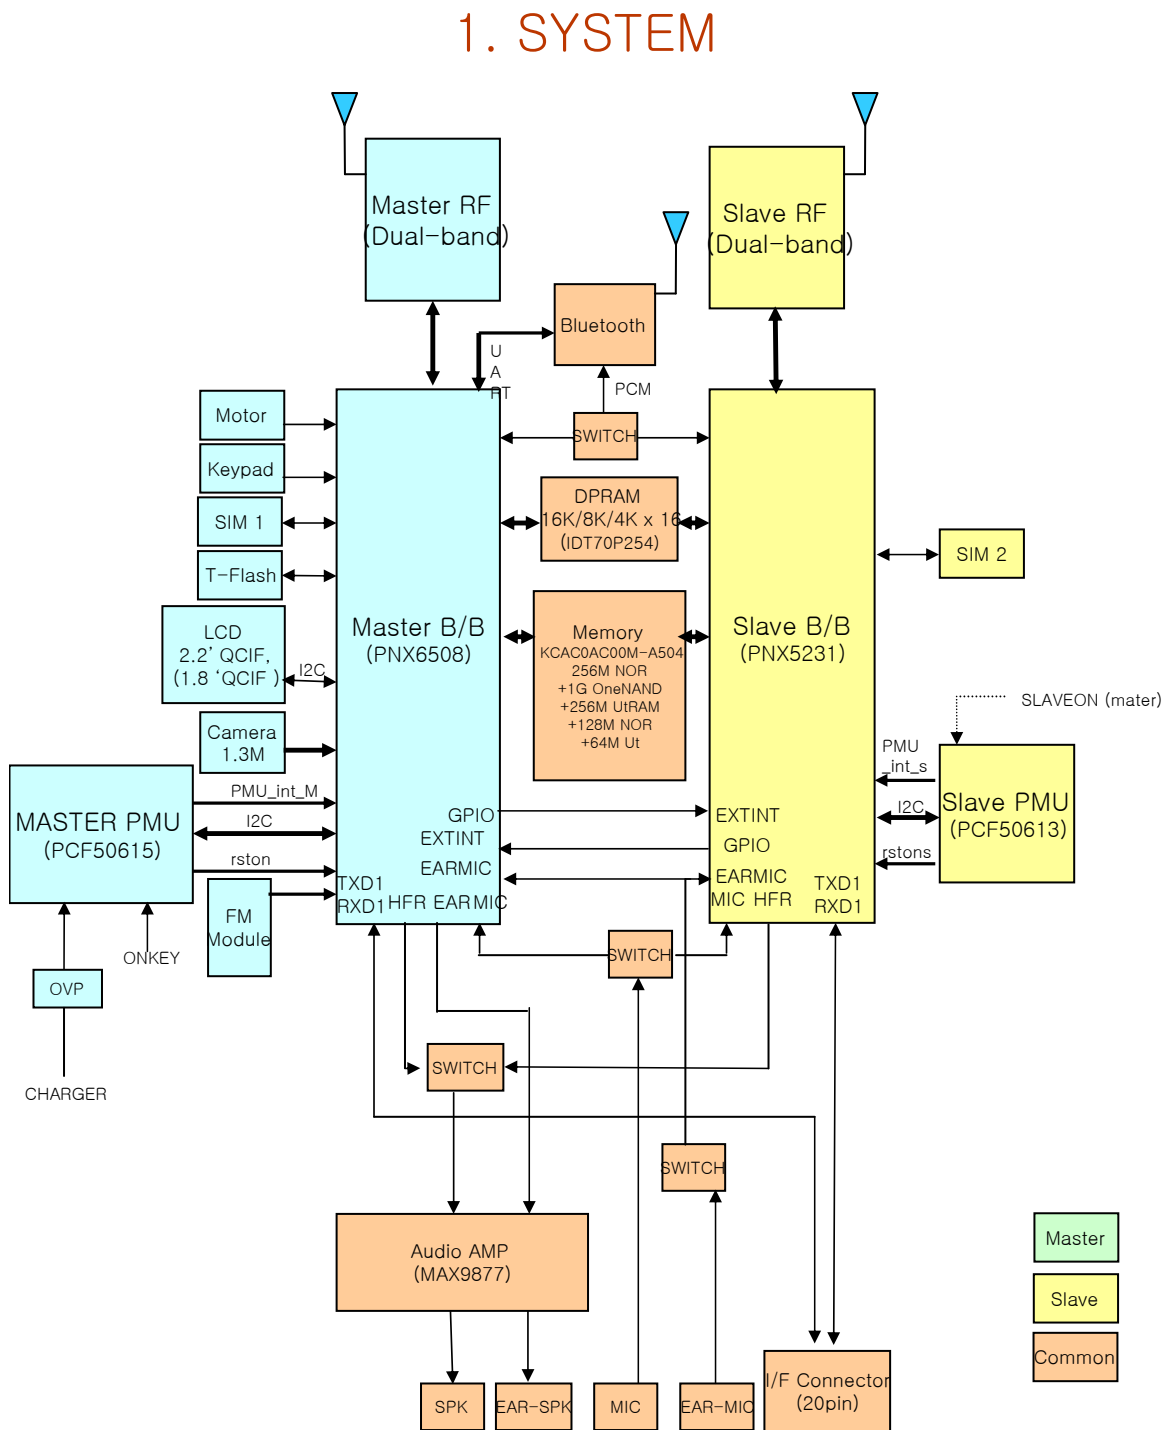 1. SYSTEM
Master RF
(Dual-band)
Slave RF
(Dual-band)
Bluetooth
U
A
RT
PCM
SWITCH
Motor
Keypad
SIM 1
T-Flash
LCD
2.2' QCIF,
(1.8 'QCIF )
I2C
Camera
1.3M
Master B/B
(PNX6508)
DPRAM
16K/8K/4K x 16
(IDT70P254)
Memory
KCAC0AC00M-A504
256M NOR
+1G OneNAND
+256M UtRAM
+128M NOR
+64M Ut
Slave B/B
(PNX5231)
SIM 2
SLAVEON (mater)
PMU
_int_s
I2C
rstons
Slave PMU
(PCF50613)
MASTER PMU
(PCF50615)
PMU_int_M
I2C
rston
FM
Module
ONKEY
OVP
CHARGER
GPIO
EXTINT
EARMIC
TXD1
RXD1
HFR EAR MIC
EXTINT
GPIO
EARMIC
MIC HFR
TXD1
RXD1
SWITCH
SWITCH
SWITCH
Audio AMP
(MAX9877)
SPK
EAR-SPK
MIC
EAR-MIC
I/F Connector
(20pin)
Master
Slave
Common